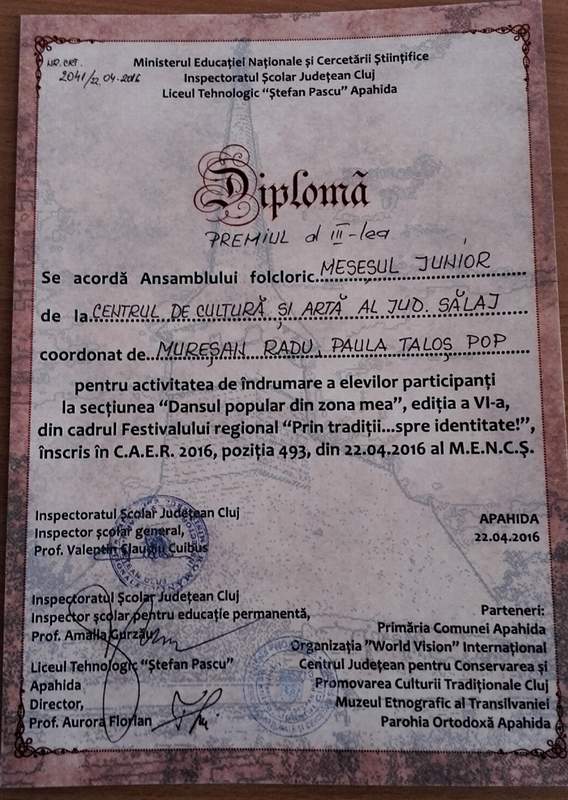 NR. CRT.
2041/22.04.2016
Ministerul Educației Naționale și Cercetării Științifice
Inspectoratul Școlar Județean Cluj
Liceul Tehnologic “Ștefan Pascu” Apahida
Diplomă
PREMIUL al III-lea
Se acordă Ansamblului folcloric MESEȘUL JUNIOR
de la CENTRUL DE CULTURĂ ȘI ARTĂ AL JUD. SĂLAJ
coordonat de MUREȘAN RADU, PAULA TALOȘ POP
pentru activitatea de îndrumare a elevilor participanți
la secțiunea “Dansul popular din zona mea”, ediția a VI-a,
din cadrul Festivalului regional “Prin tradiții...spre identitate!”,
înscris în C.A.E.R. 2016, poziția 493, din 22.04.2016 al M.E.N.C.Ș.
Inspectoratul Școlar Județean Cluj
Inspector școlar general,
Prof. Valentin Claudiu Cuibus
APAHIDA
22.04.2016
Inspectoratul Școlar Județean Cluj
Inspector școlar pentru educație permanentă,
Prof. Amalia Gurzău
Liceul Tehnologic “Ștefan Pascu”
Apahida
Director,
Prof. Aurora Florian
Parteneri:
Primăria Comunei Apahida
Organizația ”World Vision” Internațional
Centrul Județean pentru Conservarea și
Promovarea Culturii Tradiționale Cluj
Muzeul Etnografic al Transilvaniei
Parohia Ortodoxă Apahida